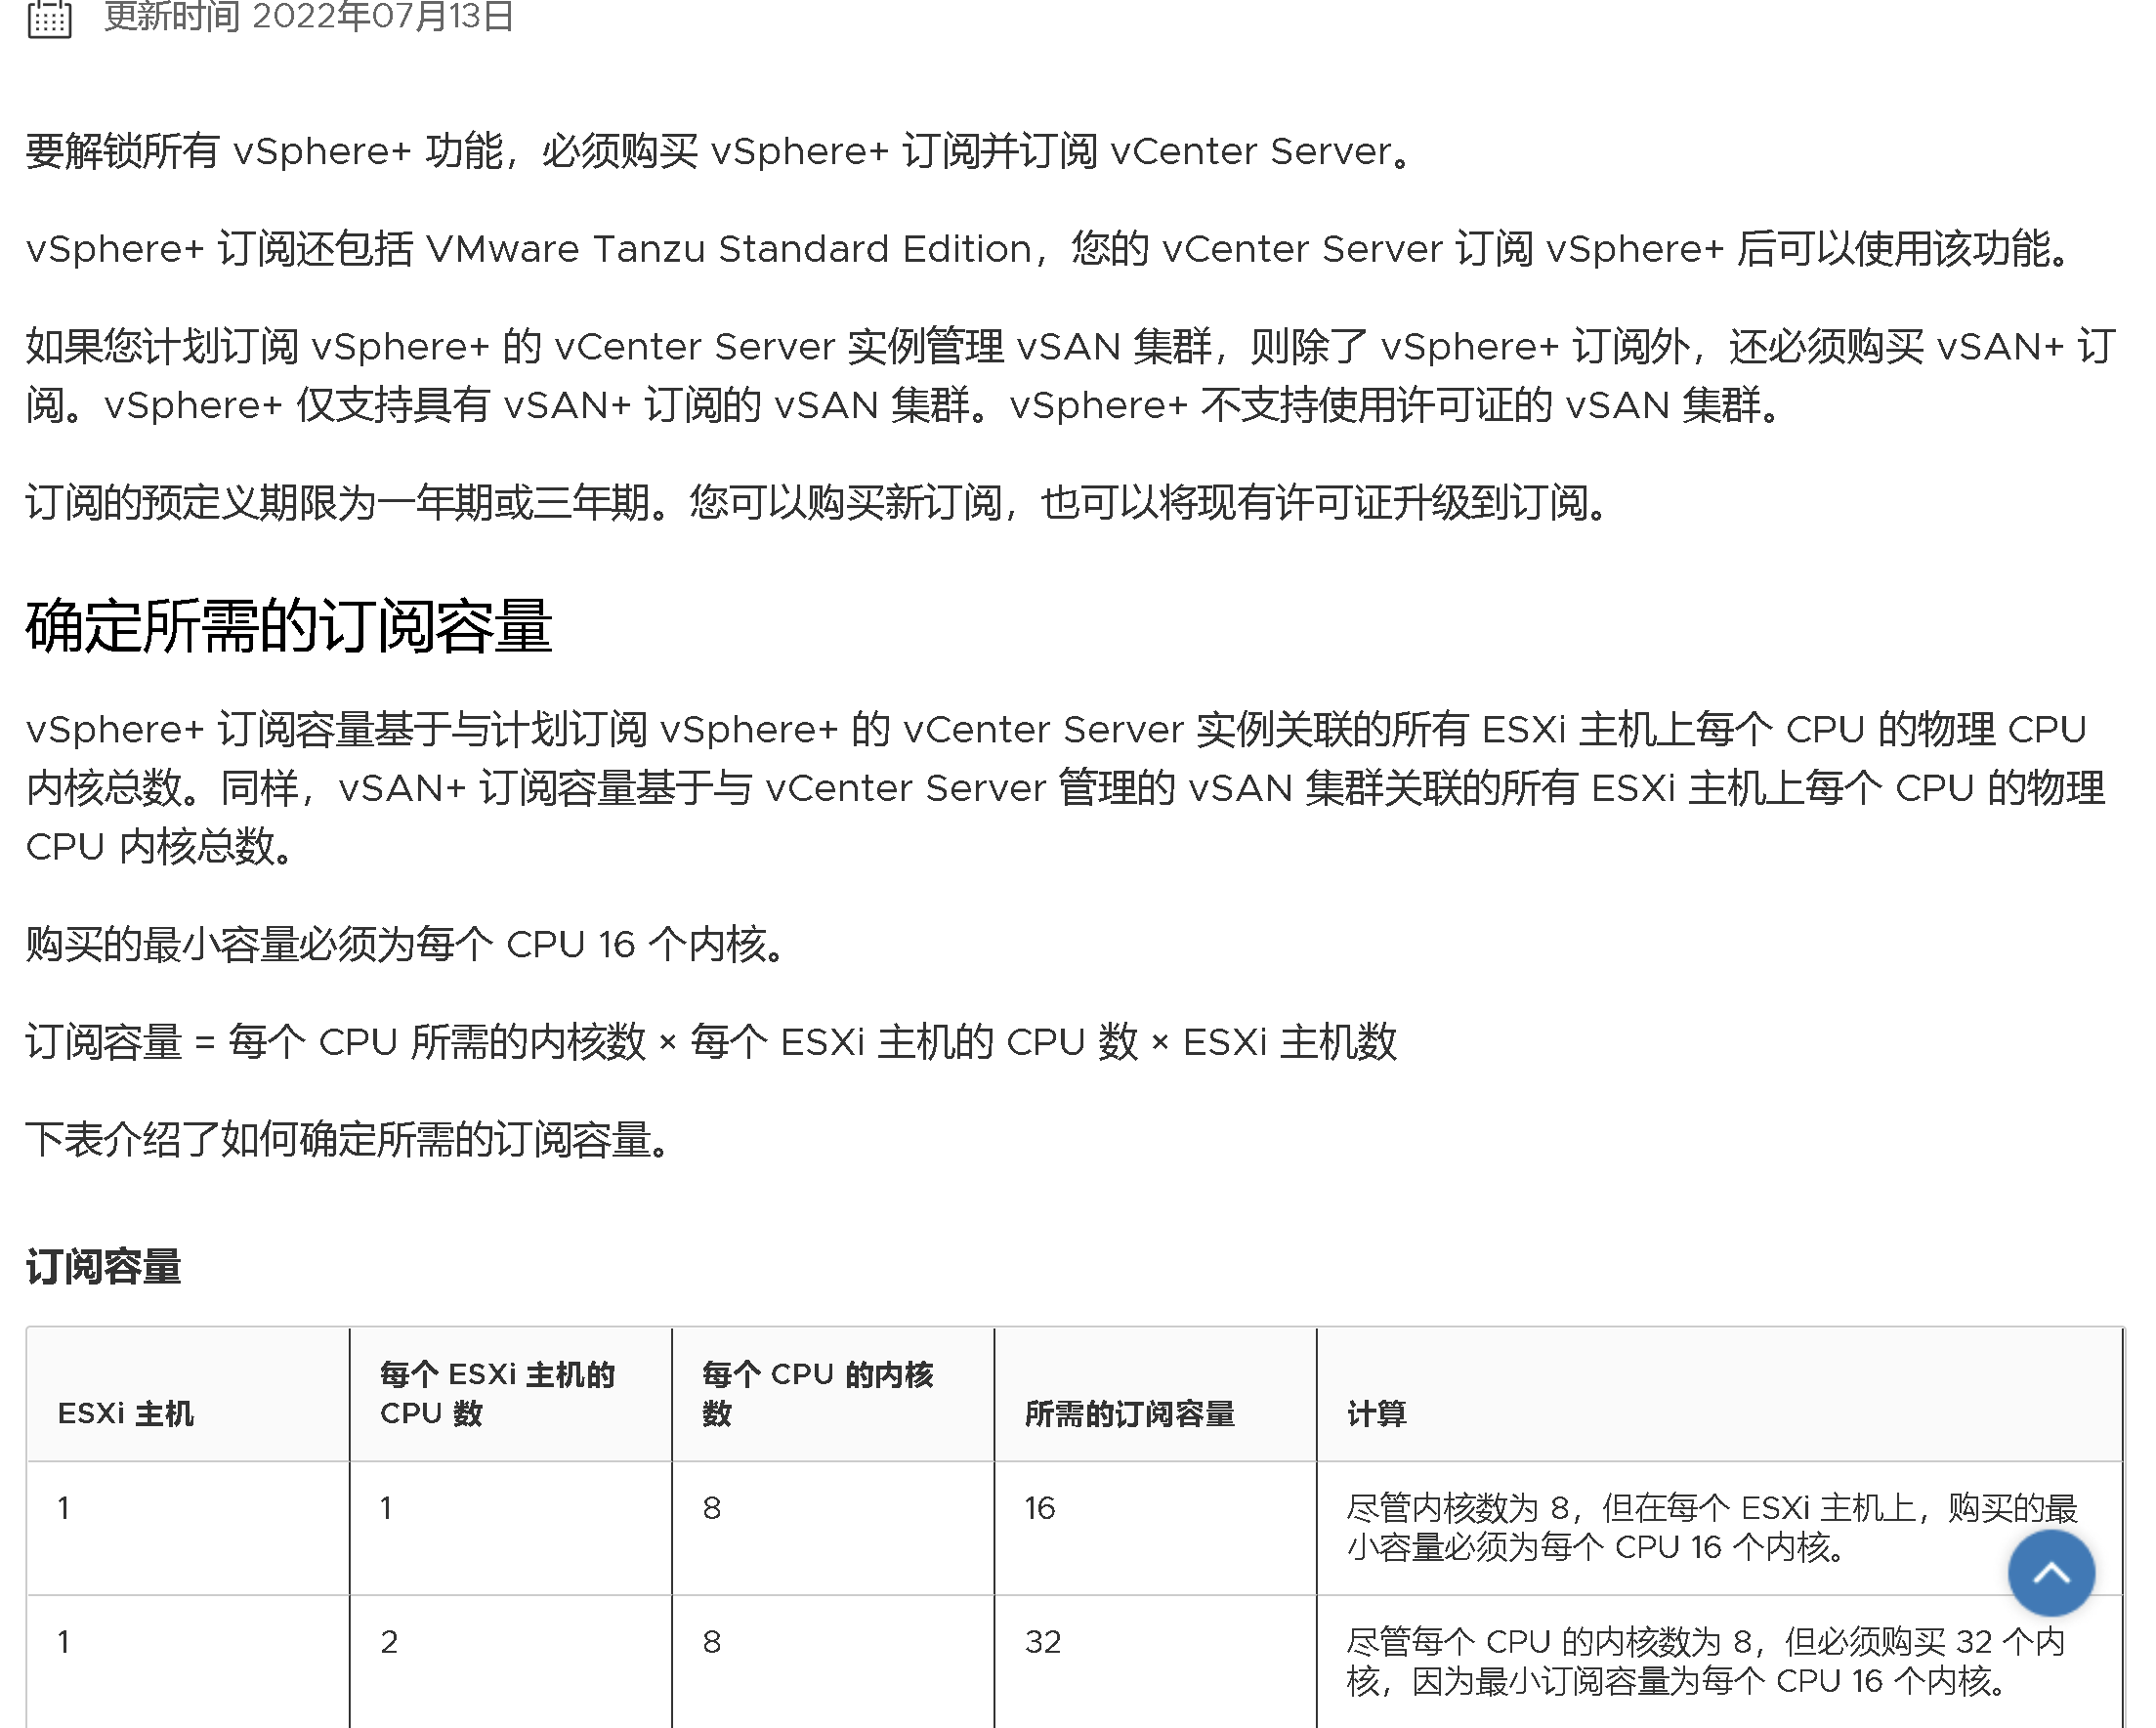 更新时间 2022年07月13日
要解锁所有 vSphere+ 功能，必须购买 vSphere+ 订阅并订阅 vCenter Server。
vSphere+ 订阅还包括 VMware Tanzu Standard Edition，您的 vCenter Server 订阅 vSphere+ 后可以使用该功能。
如果您计划订阅 vSphere+ 的 vCenter Server 实例管理 vSAN 集群，则除了 vSphere+ 订阅外，还必须购买 vSAN+ 订
阅。vSphere+ 仅支持具有 vSAN+ 订阅的 vSAN 集群。vSphere+ 不支持使用许可证的 vSAN 集群。
订阅的预定义期限为一年期或三年期。您可以购买新订阅，也可以将现有许可证升级到订阅。
确定所需的订阅容量
vSphere+ 订阅容量基于与计划订阅 vSphere+ 的 vCenter Server 实例关联的所有 ESXi 主机上每个 CPU 的物理 CPU
内核总数。同样，vSAN+ 订阅容量基于与 vCenter Server 管理的 vSAN 集群关联的所有 ESXi 主机上每个 CPU 的物理
CPU 内核总数。
购买的最小容量必须为每个 CPU 16 个内核。
订阅容量 = 每个 CPU 所需的内核数 × 每个 ESXi 主机的 CPU 数 × ESXi 主机数
下表介绍了如何确定所需的订阅容量。
订阅容量
ESXi 主机
每个 ESXi 主机的
CPU 数
每个 CPU 的内核
数
所需的订阅容量
计算
1
1
8
16
尽管内核数为 8，但在每个 ESXi 主机上，购买的最
小容量必须为每个 CPU 16 个内核。
1
2
8
32
尽管每个 CPU 的内核数为 8，但必须购买 32 个内
核，因为最小订阅容量为每个 CPU 16 个内核。